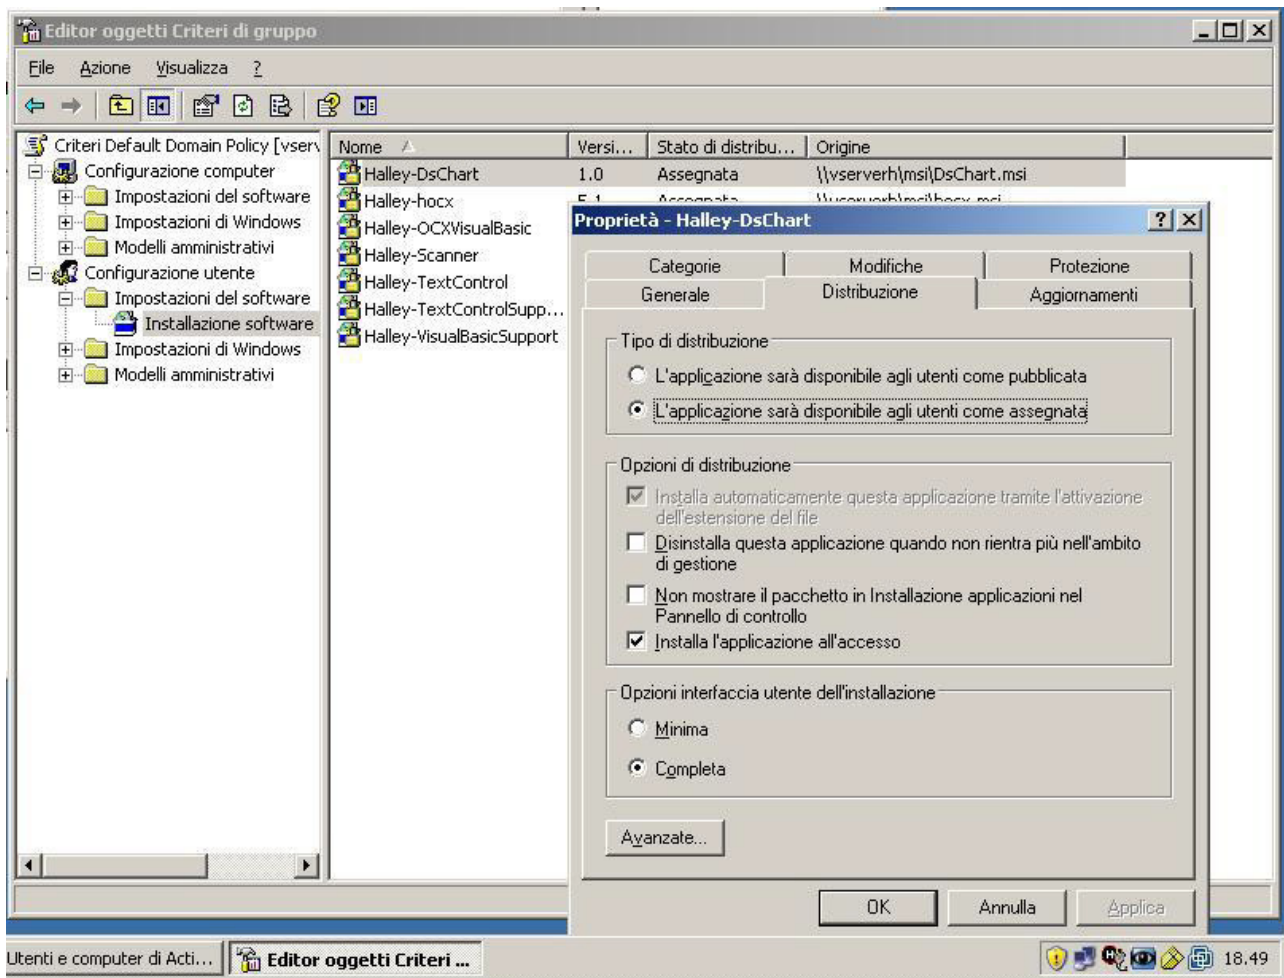 Editor oggetti Criteri di gruppo
File Azione Visualizza ?
Criteri Default Domain Policy [vserv
Configurazione computer
Impostazioni del software
Impostazioni di Windows
Modelli amministrativi
Configurazione utente
Impostazioni del software
Installazione software
Impostazioni di Windows
Modelli amministrativi
Nome Versi... Stato di distribu... Origine
Halley-DsChart 1.0 Assegnata \\vserverh\msi\DsChart.msi
Halley-hocx 5.1 Assegnata \\vserverh\msi\hocx.msi
Halley-OCXVisualBasic
Halley-Scanner
Halley-TextControl
Halley-TextControlSupp...
Halley-VisualBasicSupport
Proprietà - Halley-DsChart
Categorie Modifiche Protezione
Generale Distribuzione Aggiornamenti
Tipo di distribuzione
L'applicazione sarà disponibile agli utenti come pubblicata
L'applicazione sarà disponibile agli utenti come assegnata
Opzioni di distribuzione
Installa automaticamente questa applicazione tramite l'attivazione
dell'estensione del file
Disinstalla questa applicazione quando non rientra più nell'ambito
di gestione
Non mostrare il pacchetto in Installazione applicazioni nel
Pannello di controllo
Installa l'applicazione all'accesso
Opzioni interfaccia utente dell'installazione
Minima
Completa
Avanzate...
OK Annulla Applica
Utenti e computer di Acti... Editor oggetti Criteri ... 18.49